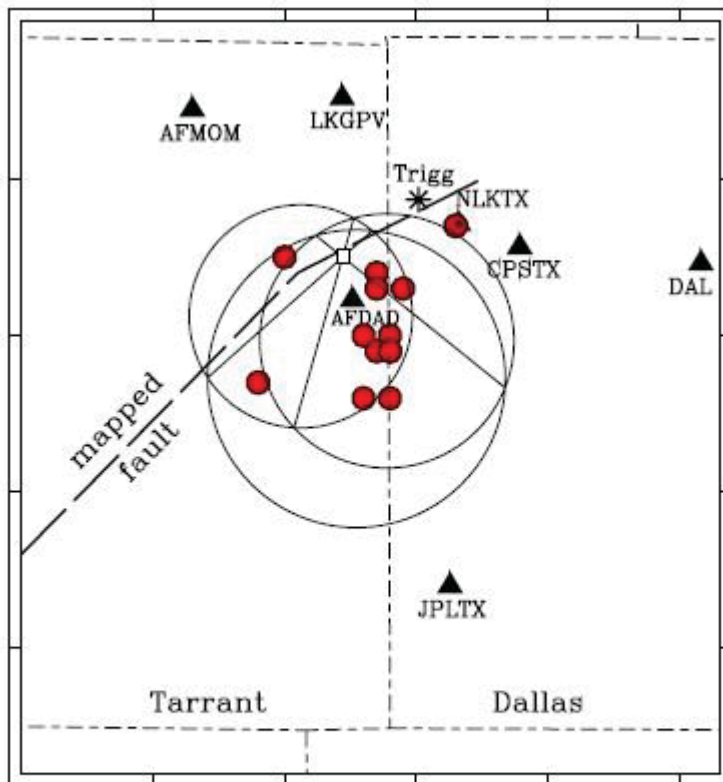 LKGPV
AFMOM
Trigg
NLKTX
CPSTX
DAL
AFDAD
mapped
fault
JPLTX
Tarrant
Dallas